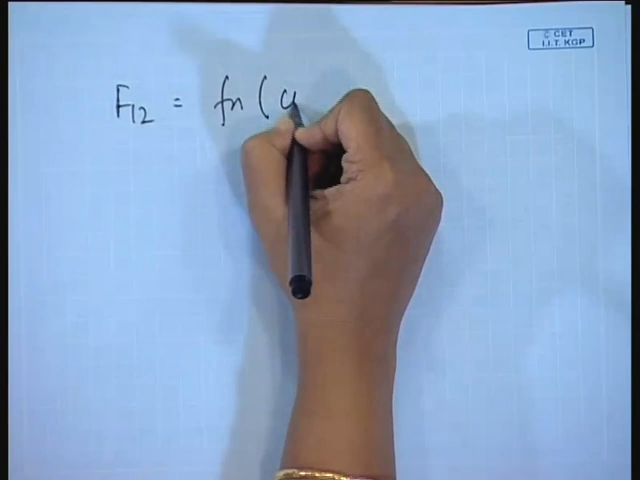 © CET
I.I.T. KGP
F12 = fn (